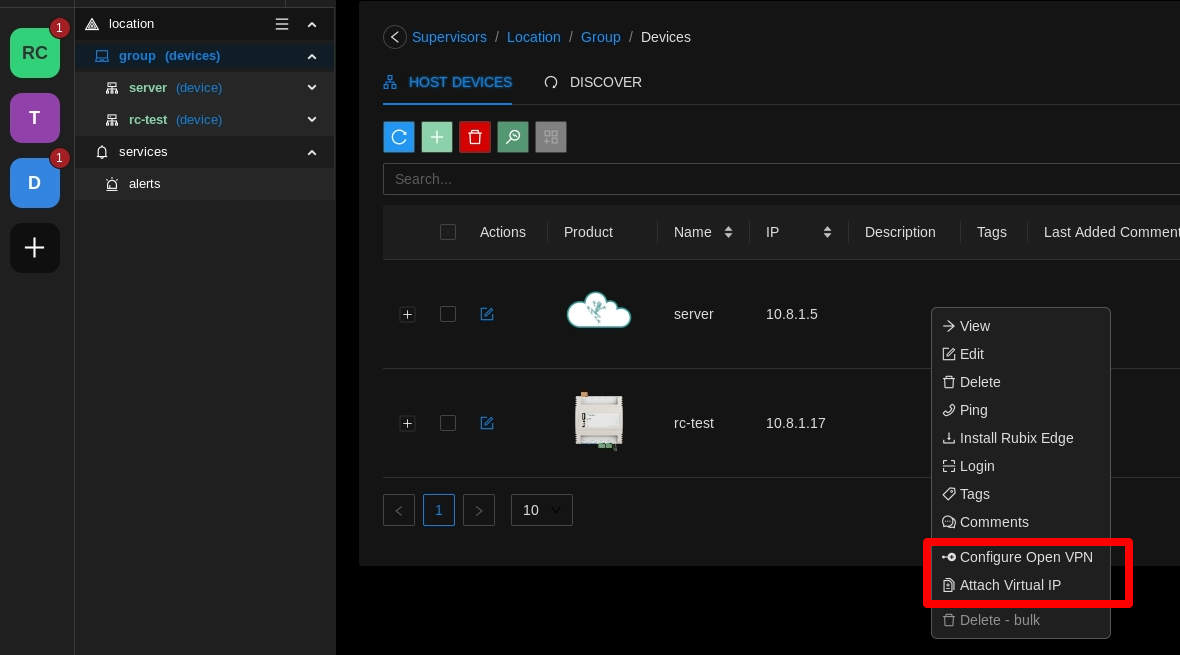 RC
1
T
D
1
location
group (devices)
server (device)
rc-test (device)
services
alerts
Supervisors / Location / Group / Devices
HOST DEVICES
DISCOVER
Search...
Actions Product Name IP Description Tags Last Added Comment
server 10.8.1.5
rc-test 10.8.1.17
< 1 > 10
View
Edit
Delete
Ping
Install Rubix Edge
Login
Tags
Comments
Configure Open VPN
Attach Virtual IP
Delete - bulk